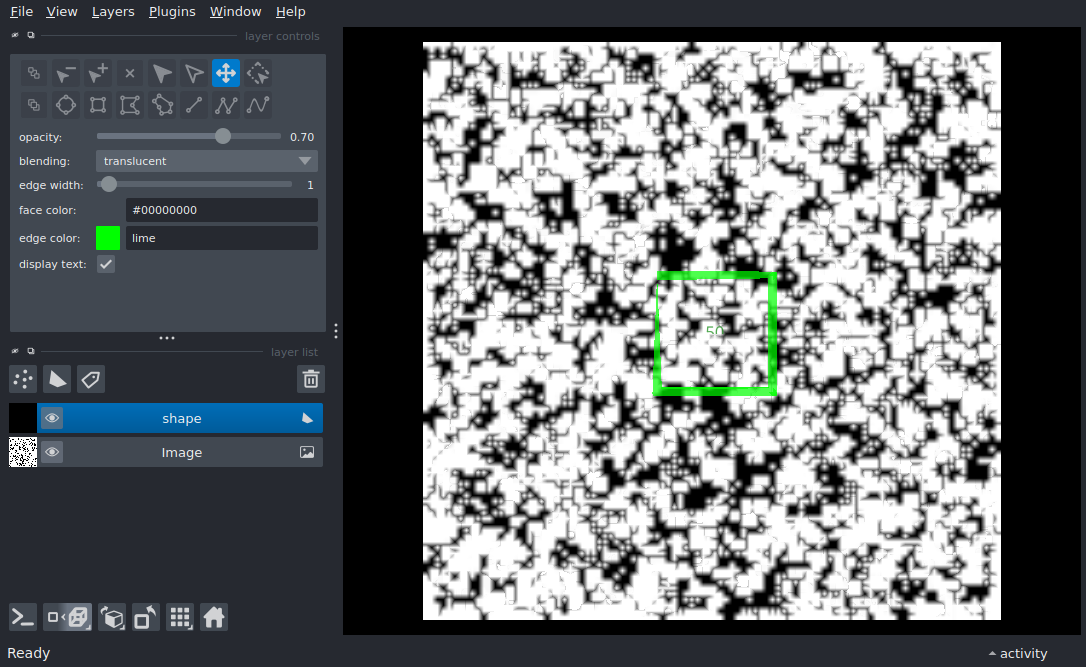 File View Layers Plugins Window Help
layer controls
opacity: 0.70
blending: translucent
edge width: 1
face color: #00000000
edge color: lime
display text:
layer list
shape
Image
50
Ready
activity